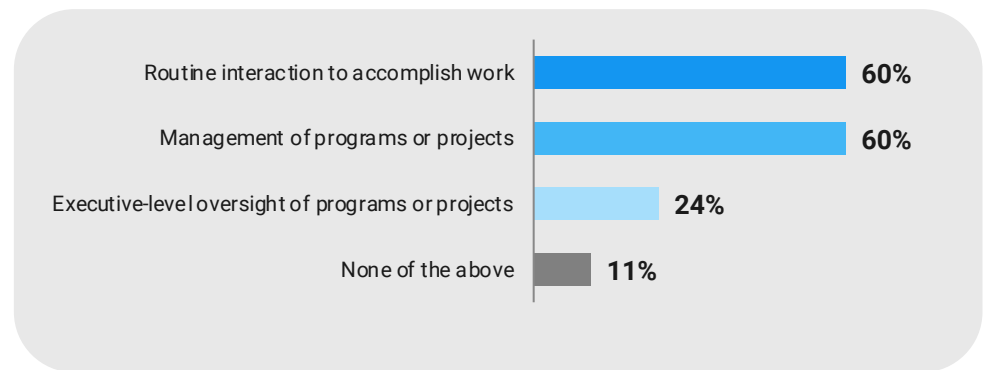 Routine interaction to accomplish work 60%
Management of programs or projects 60%
Executive-level oversight of programs or projects 24%
None of the above 11%